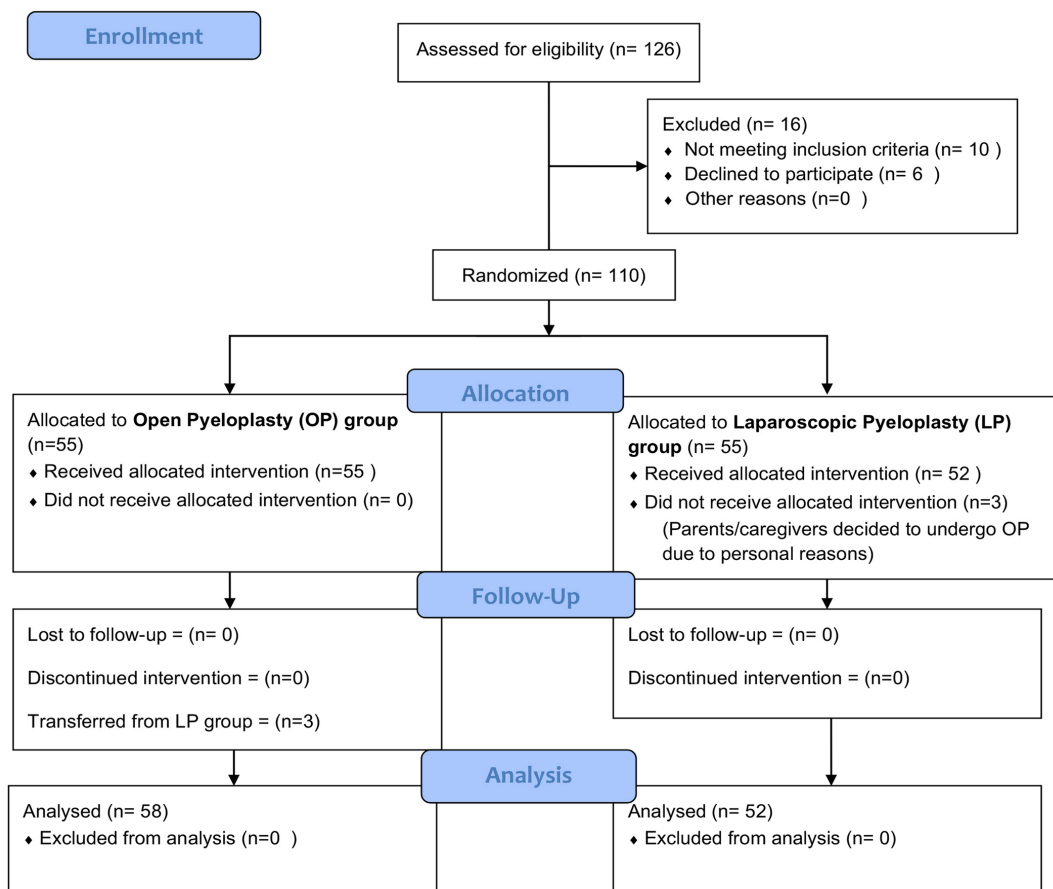 Enrollment
Assessed for eligibility (n= 126)
Excluded (n= 16)
♦ Not meeting inclusion criteria (n= 10 )
♦ Declined to participate (n= 6 )
♦ Other reasons (n=0 )
Randomized (n= 110)
Allocation
Allocated to Open Pyeloplasty (OP) group
(n=55)
♦ Received allocated intervention (n=55 )
♦ Did not receive allocated intervention (n= 0)
Allocated to Laparoscopic Pyeloplasty (LP)
group (n= 55)
♦ Received allocated intervention (n= 52 )
♦ Did not receive allocated intervention (n=3)
(Parents/caregivers decided to undergo OP
due to personal reasons)
Follow-Up
Lost to follow-up = (n= 0)
Discontinued intervention = (n=0)
Transferred from LP group = (n=3)
Lost to follow-up = (n= 0)
Discontinued intervention = (n=0)
Analysis
Analysed (n= 58)
♦ Excluded from analysis (n=0 )
Analysed (n= 52)
♦ Excluded from analysis (n= 0)